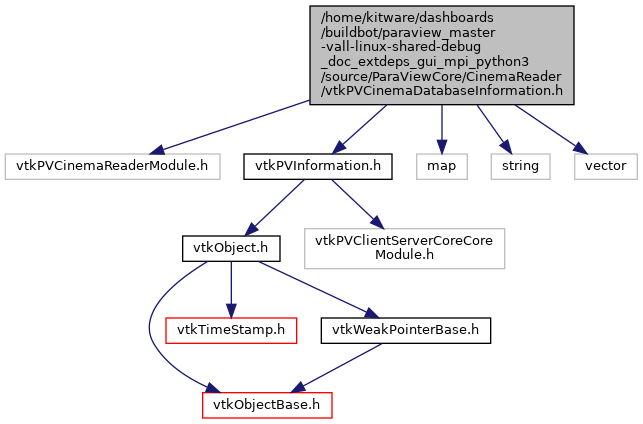 /home/kitware/dashboards
/buildbot/paraview_master
-vall-linux-shared-debug
_doc_extdeps_gui_mpi_python3
/source/ParaViewCore/CinemaReader
/vtkPVCinemaDatabaseInformation.h
vtkPVCinemaReaderModule.h
vtkPVInformation.h
map
string
vector
vtkObject.h
vtkPVClientServerCoreCore
Module.h
vtkTimeStamp.h
vtkWeakPointerBase.h
vtkObjectBase.h